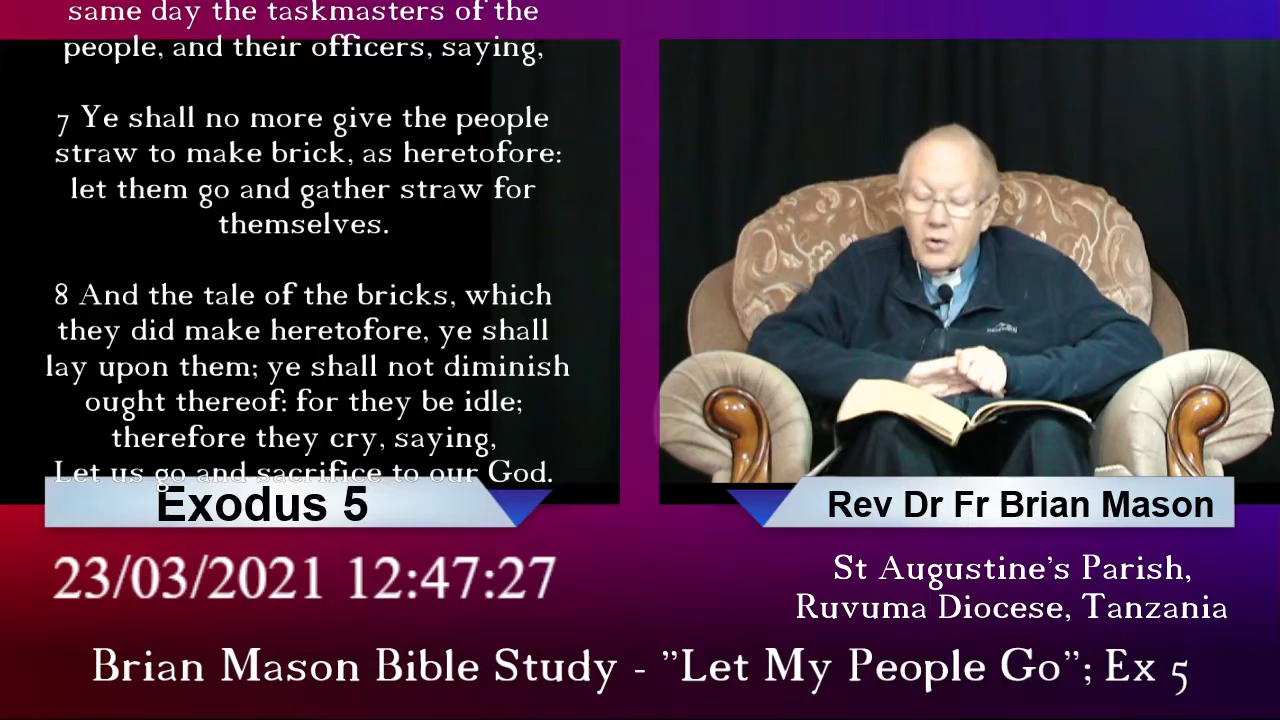 same day the taskmasters of the
people, and their officers, saying,
7 Ye shall no more give the people
straw to make brick, as heretofore:
let them go and gather straw for
themselves.
8 And the tale of the bricks, which
they did make heretofore, ye shall
lay upon them; ye shall not diminish
ought thereof: for they be idle;
therefore they cry, saying,
Let us go and sacrifice to our God.
Exodus 5
Rev Dr Fr Brian Mason
23/03/2021 12:47:27
St Augustine's Parish,
Ruvuma Diocese, Tanzania
Brian Mason Bible Study - "Let My People Go"; Ex 5